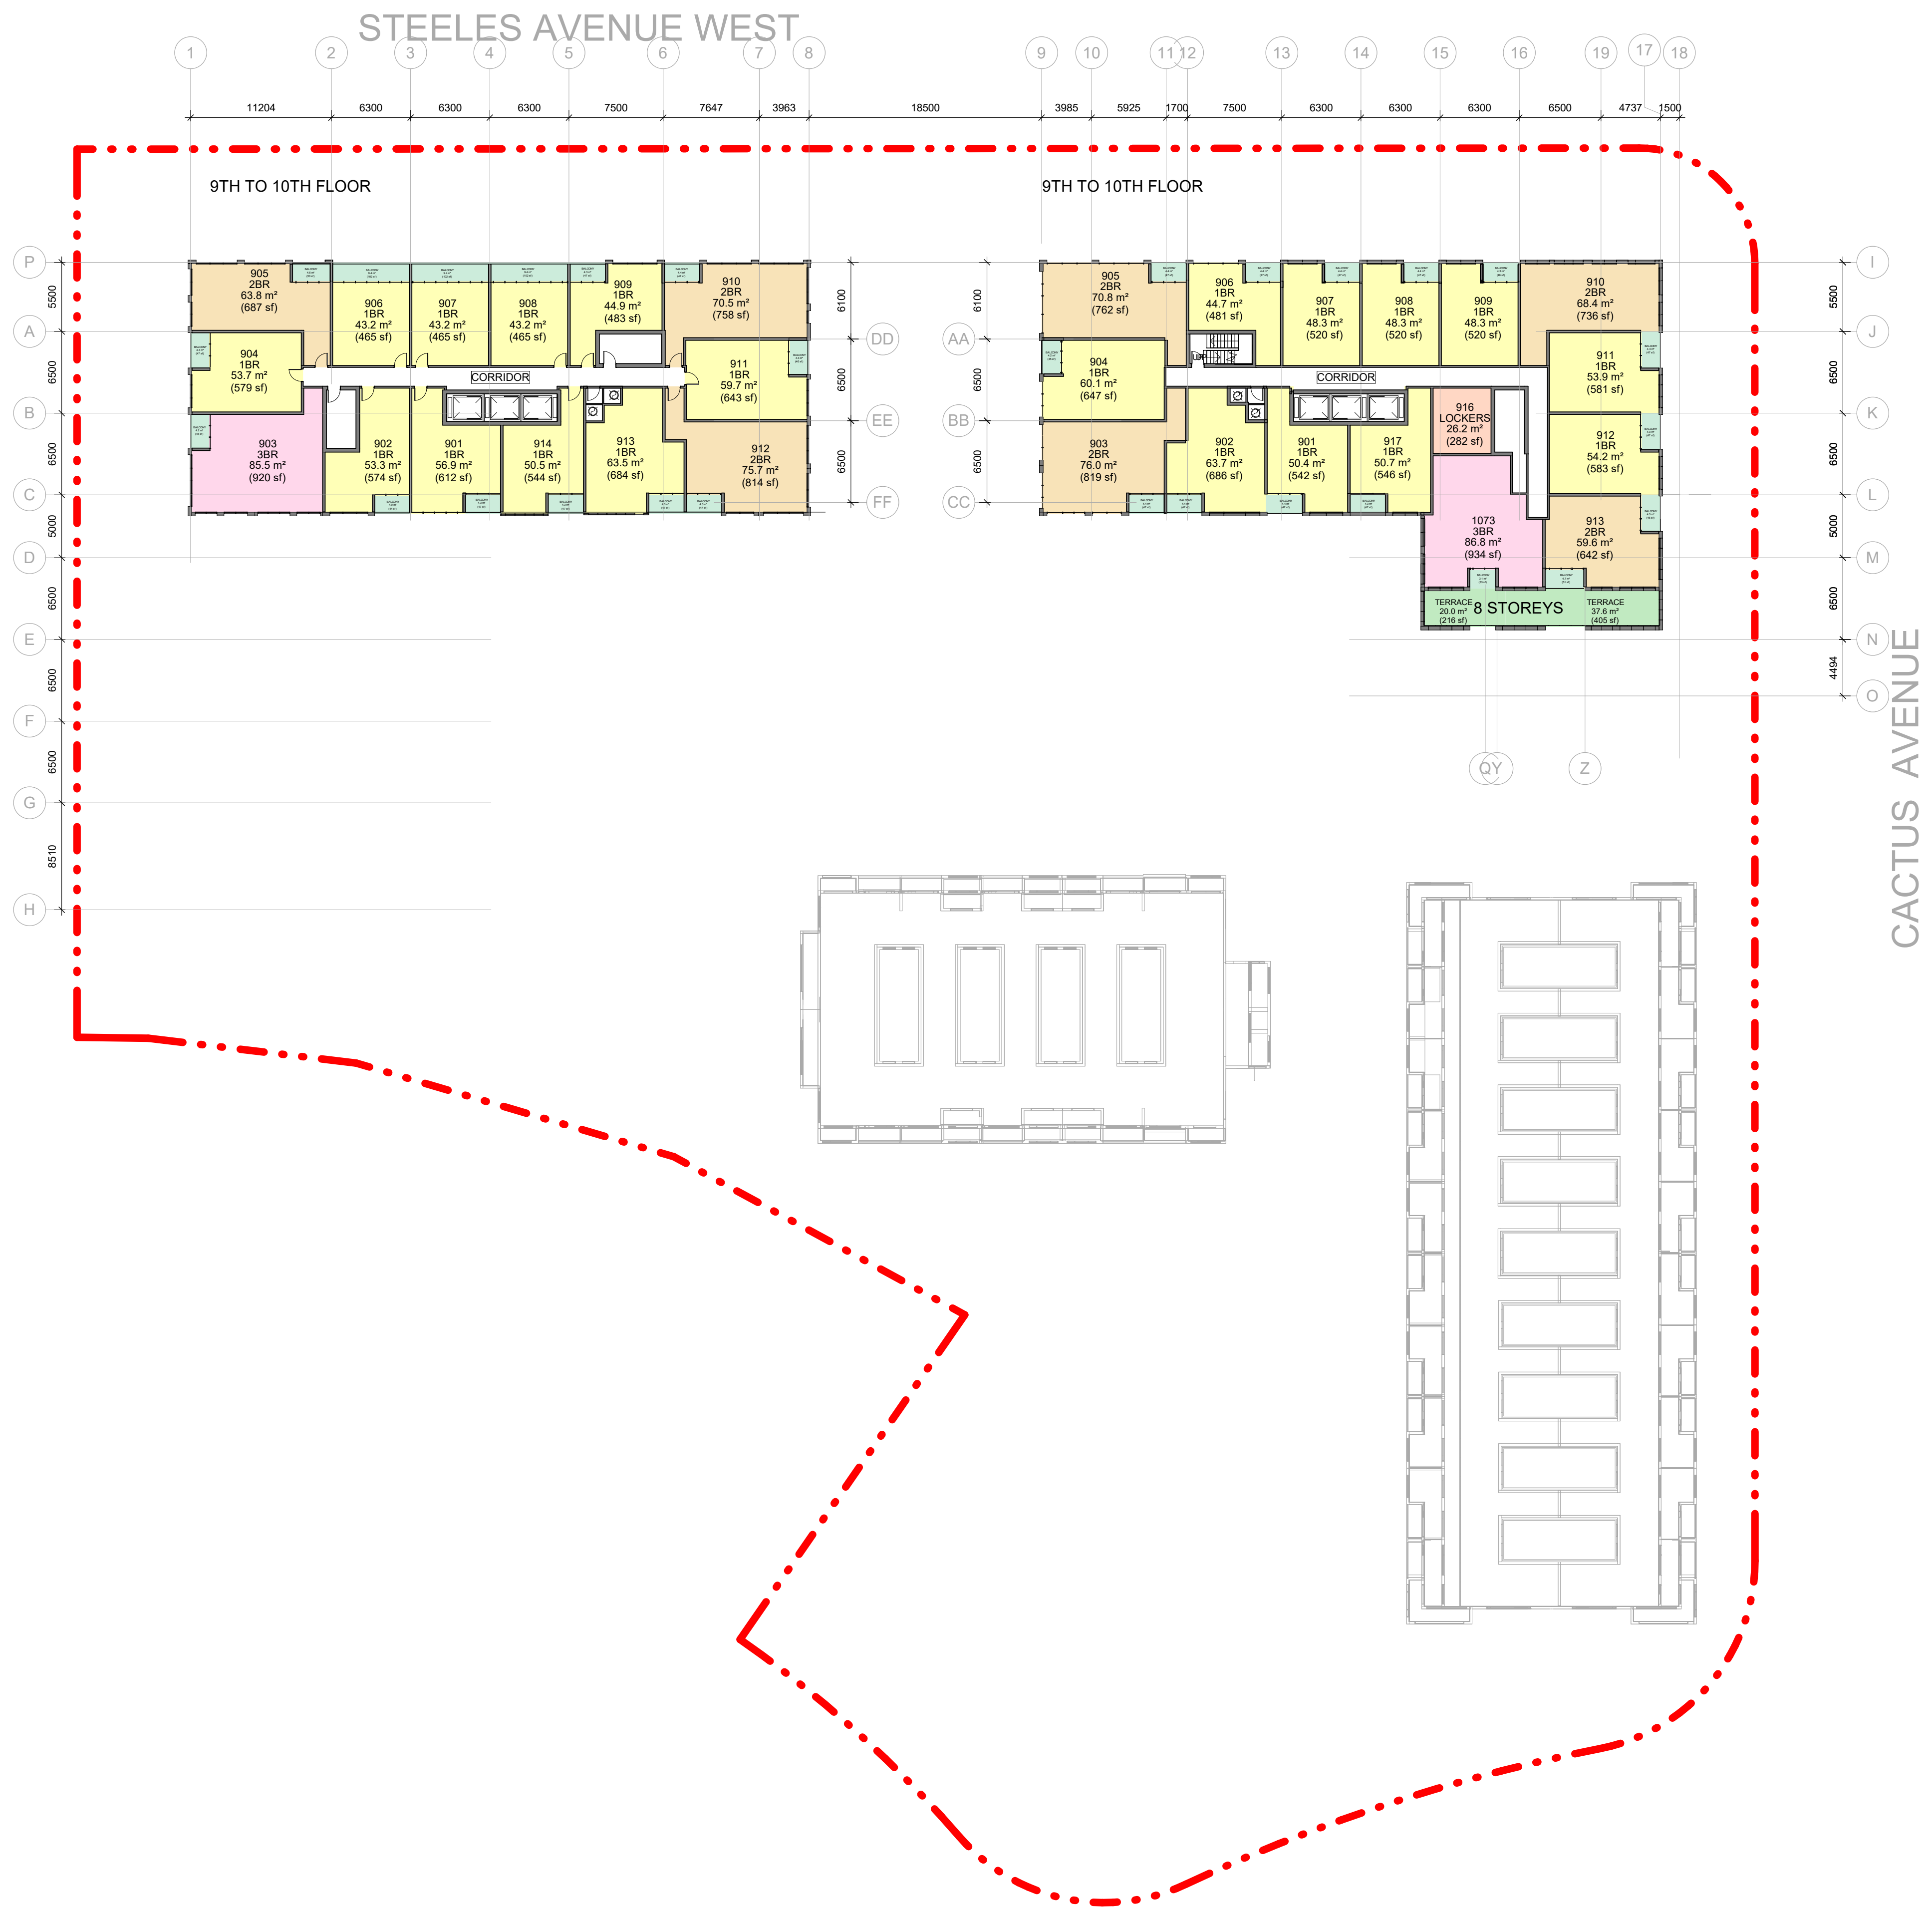 STEELES AVENUE WEST
1 2 3 4 5 6 7 8 9 10 11 12 13 14 15 16 19 17 18
11204 6300 6300 6300 7500 7647 3963 18500 3985 5925 1700 7500 6300 6300 6300 6500 4737 1500
9TH TO 10TH FLOOR
9TH TO 10TH FLOOR
P
A
B
C
D
E
F
G
H
5500
6500
6500
5000
6500
6500
6500
8510
905
2BR
63.8 m²
(687 sf)
906
1BR
43.2 m²
(465 sf)
907
1BR
43.2 m²
(465 sf)
908
1BR
43.2 m²
(465 sf)
909
1BR
44.9 m²
(483 sf)
910
2BR
70.5 m²
(758 sf)
904
1BR
53.7 m²
(579 sf)
CORRIDOR
911
1BR
59.7 m²
(643 sf)
903
3BR
85.5 m²
(920 sf)
902
1BR
53.3 m²
(574 sf)
901
1BR
56.9 m²
(612 sf)
914
1BR
50.5 m²
(544 sf)
913
1BR
63.5 m²
(684 sf)
912
2BR
75.7 m²
(814 sf)
6100
6500
6500
DD
EE
FF
AA
BB
CC
6100
6500
6500
905
2BR
70.8 m²
(762 sf)
906
1BR
44.7 m²
(481 sf)
907
1BR
48.3 m²
(520 sf)
908
1BR
48.3 m²
(520 sf)
909
1BR
48.3 m²
(520 sf)
910
2BR
68.4 m²
(736 sf)
904
1BR
60.1 m²
(647 sf)
CORRIDOR
911
1BR
53.9 m²
(581 sf)
903
2BR
76.0 m²
(819 sf)
902
1BR
63.7 m²
(686 sf)
901
1BR
50.4 m²
(542 sf)
917
1BR
50.7 m²
(546 sf)
916
LOCKERS
26.2 m²
(282 sf)
912
1BR
54.2 m²
(583 sf)
1073
3BR
86.8 m²
(934 sf)
913
2BR
59.6 m²
(642 sf)
TERRACE
20.0 m²
(216 sf)
8 STOREYS
TERRACE
37.6 m²
(405 sf)
I
J
K
L
M
N
O
5500
6500
6500
5000
6500
4494
Q Y Z
CACTUS AVENUE